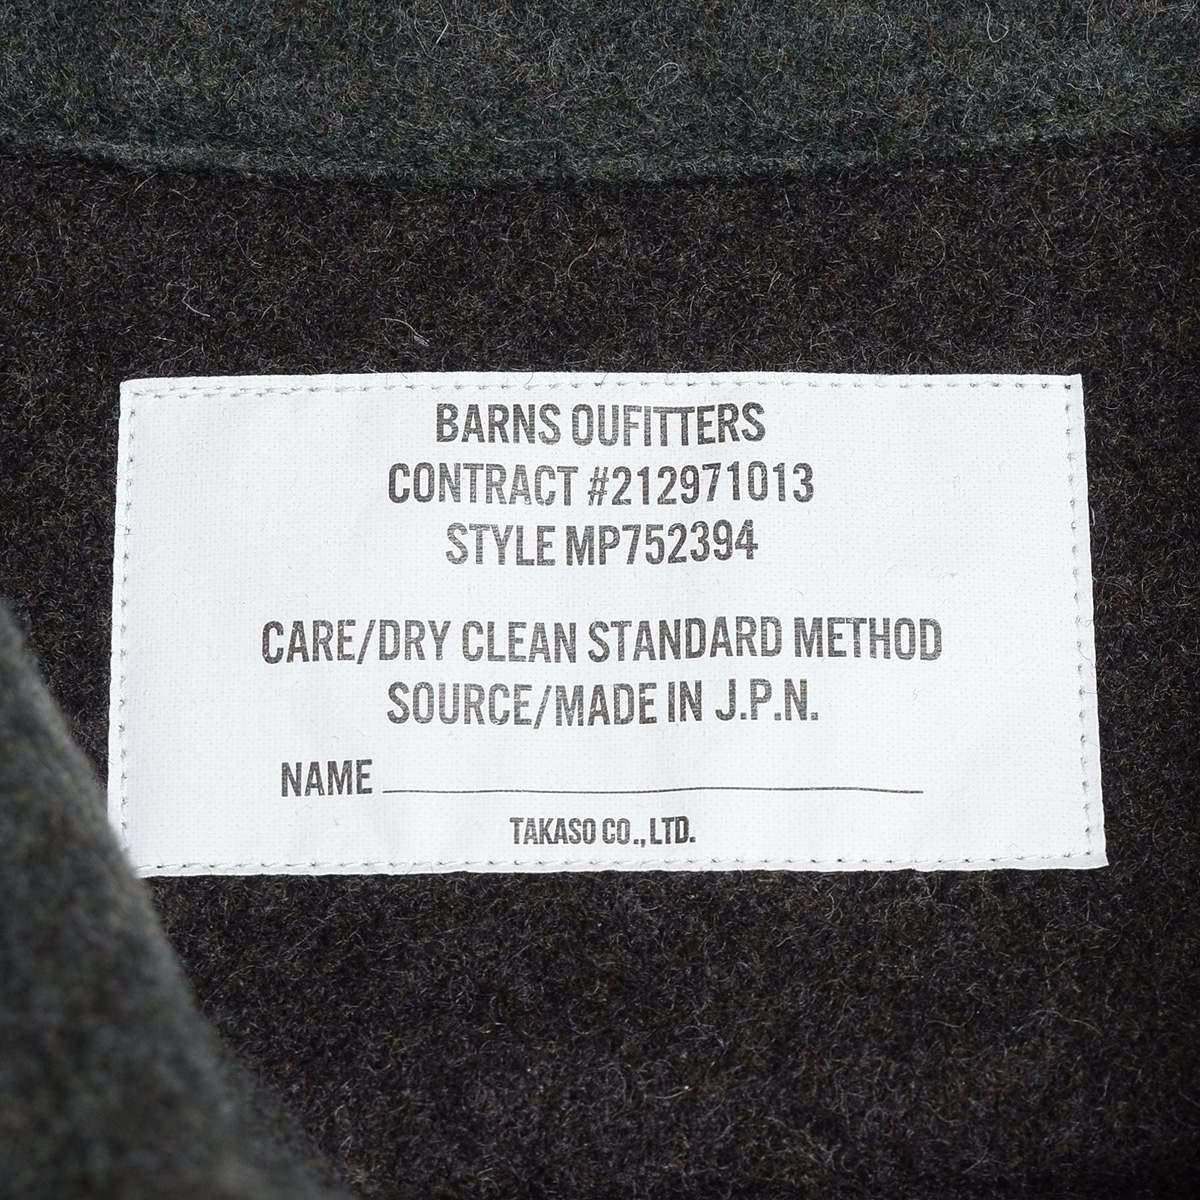 BARNS OUFITTERS
CONTRACT #212971013
STYLE MP752394
CARE/DRY CLEAN STANDARD METHOD
SOURCE/MADE IN J.P.N.
NAME
TAKASO CO.,LTD.